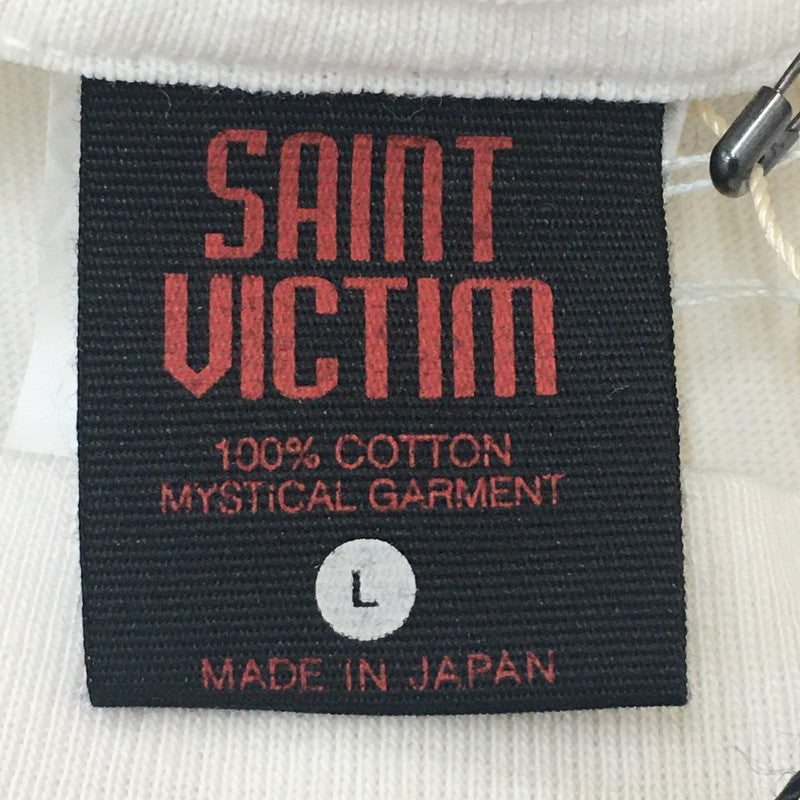 SAINT
VICTIM
100% COTTON
MYSTiCAL GARMENT
L
MADE IN JAPAN